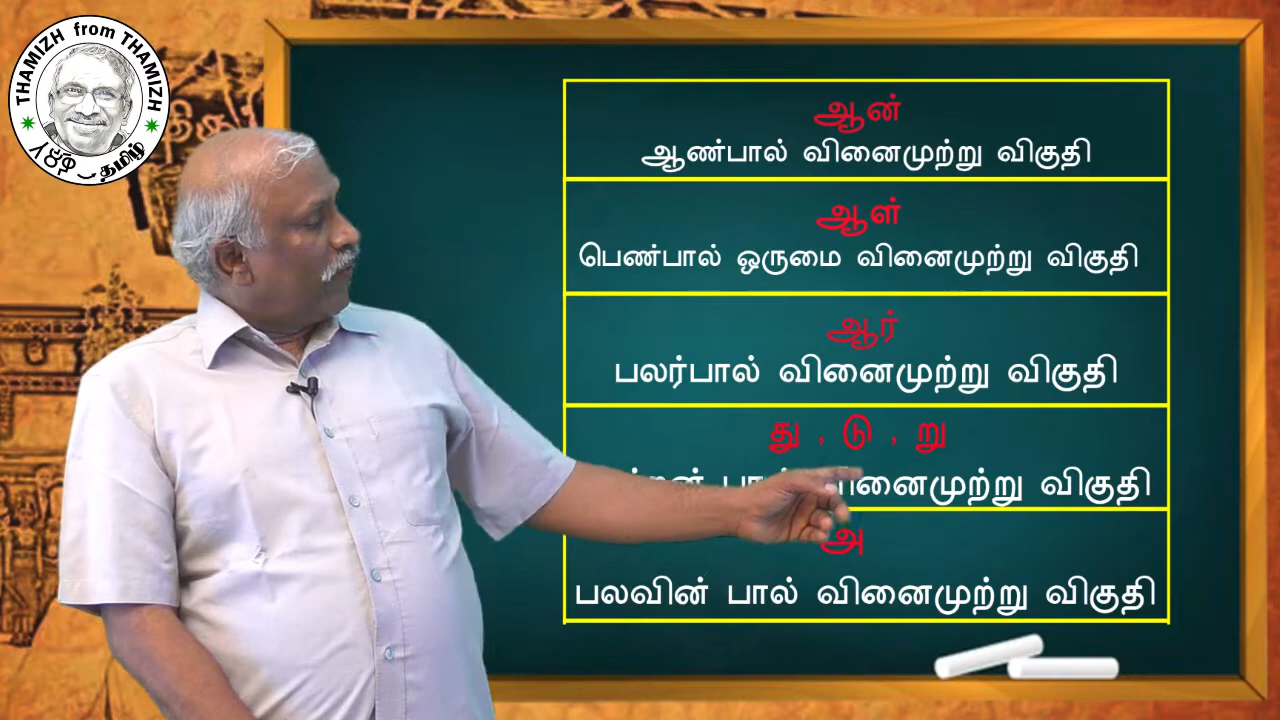 THAMIZH from THAMIZH
தமிழ்
ஆன்
ஆண்பால் வினைமுற்று விகுதி
ஆள்
பெண்பால் ஒருமை வினைமுற்று விகுதி
ஆர்
பலர்பால் வினைமுற்று விகுதி
து , டு , று
வினைமுற்று விகுதி
அ
பலவின் பால் வினைமுற்று விகுதி